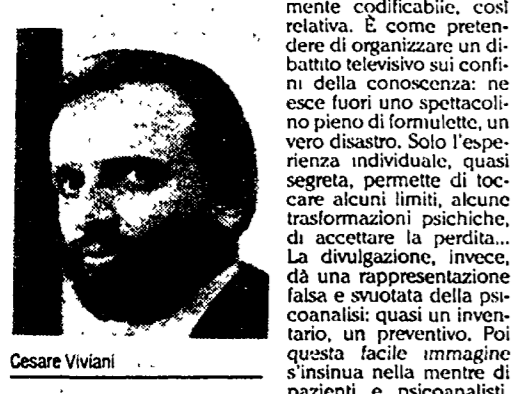 Cesare Viviani
mente codificabile, così
relativa. È come preten-
dere di organizzare un di-
battito televisivo sui confi-
ni della conoscenza: ne
esce fuori uno spettacoli-
no pieno di formulette, un
vero disastro. Solo l'espe-
rienza individuale, quasi
segreta, permette di toc-
care alcuni limiti, alcune
trasformazioni psichiche,
di accettare la perdita...
La divulgazione, invece,
dà una rappresentazione
falsa e svuotata della psi-
coanalisi: quasi un inven-
tario, un preventivo. Poi
questa facile immagine
s'insinua nella mentre di
pazienti e psicoanalisti,